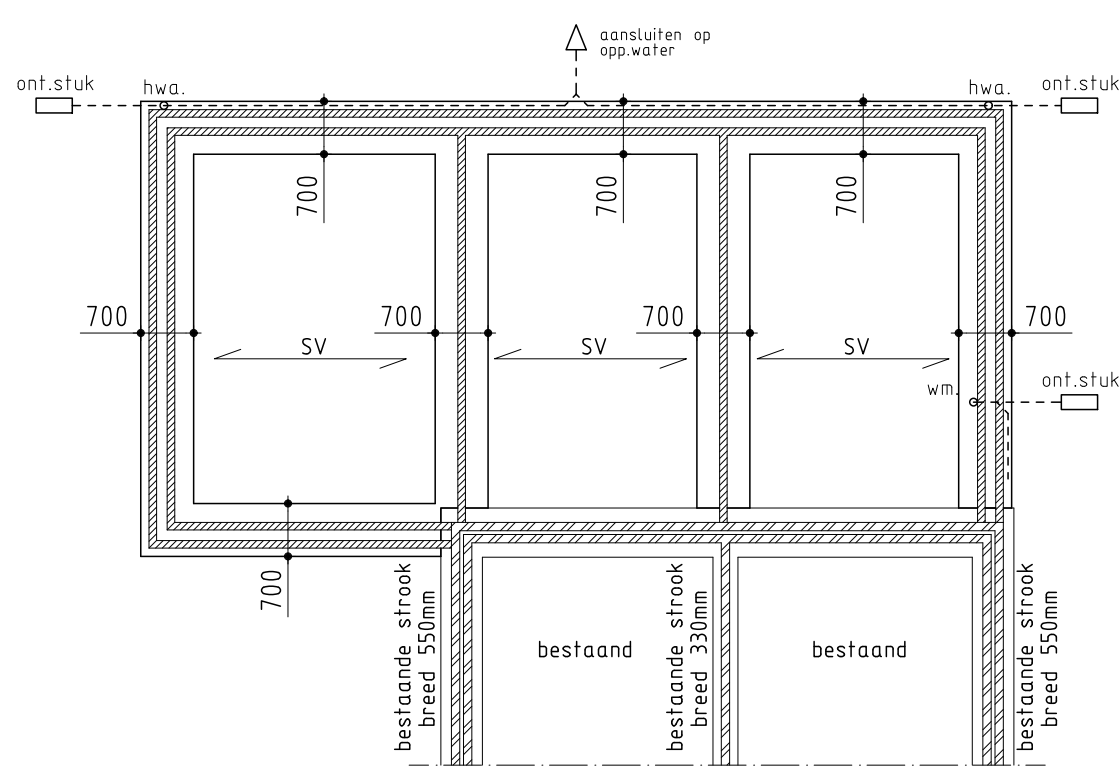 aansluiten op
opp.water
ont.stuk
hwa.
hwa.
ont.stuk
700
700
700
700
700
700
700
SV
SV
SV
wm.
ont.stuk
700
bestaande strook
breed 550mm
bestaand
bestaande strook
breed 330mm
bestaand
bestaande strook
breed 550mm